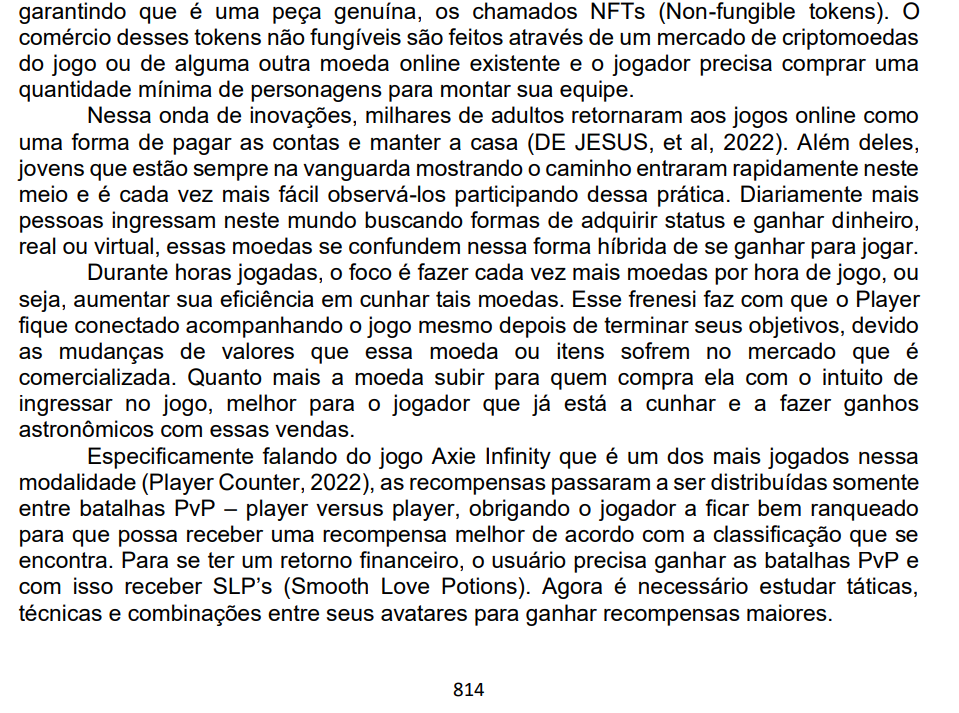 garantindo que é uma peça genuína, os chamados NFTs (Non-fungible tokens). O
comércio desses tokens não fungíveis são feitos através de um mercado de criptomoedas
do jogo ou de alguma outra moeda online existente e o jogador precisa comprar uma
quantidade mínima de personagens para montar sua equipe.
Nessa onda de inovações, milhares de adultos retornaram aos jogos online como
uma forma de pagar as contas e manter a casa (DE JESUS, et al, 2022). Além deles,
jovens que estão sempre na vanguarda mostrando o caminho entraram rapidamente neste
meio e é cada vez mais fácil observá-los participando dessa prática. Diariamente mais
pessoas ingressam neste mundo buscando formas de adquirir status e ganhar dinheiro,
real ou virtual, essas moedas se confundem nessa forma híbrida de se ganhar para jogar.
Durante horas jogadas, o foco é fazer cada vez mais moedas por hora de jogo, ou
seja, aumentar sua eficiência em cunhar tais moedas. Esse frenesi faz com que o Player
fique conectado acompanhando o jogo mesmo depois de terminar seus objetivos, devido
as mudanças de valores que essa moeda ou itens sofrem no mercado que é
comercializada. Quanto mais a moeda subir para quem compra ela com o intuito de
ingressar no jogo, melhor para o jogador que já está a cunhar e a fazer ganhos
astronômicos com essas vendas.
Especificamente falando do jogo Axie Infinity que é um dos mais jogados nessa
modalidade (Player Counter, 2022), as recompensas passaram a ser distribuídas somente
entre batalhas PvP – player versus player, obrigando o jogador a ficar bem ranqueado
para que possa receber uma recompensa melhor de acordo com a classificação que se
encontra. Para se ter um retorno financeiro, o usuário precisa ganhar as batalhas PvP e
com isso receber SLP's (Smooth Love Potions). Agora é necessário estudar táticas,
técnicas e combinações entre seus avatares para ganhar recompensas maiores.
814